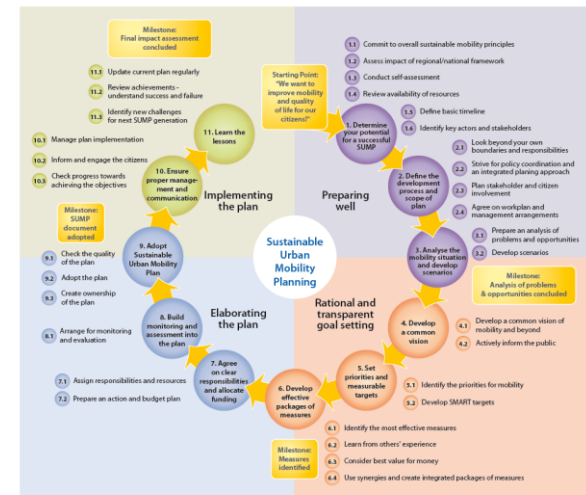 Milestone:
Final impact assessment
concluded
11.1 Update current plan regularly
11.2 Review achievements -
understand success and failure
11.3 Identify new challenges
for next SUMP generation
10.1 Manage plan implementation
10.2 Inform and engage the citizens
10.3 Check progress towards
achieving the objectives
11. Learn the
lessons
10. Ensure
proper manage-
ment and
communication
Implementing
the plan
Starting Point:
"We want to
improve mobility
and quality
of life for our
citizens!"
1.1 Commit to overall sustainable mobility principles
1.2 Assess impact of regional/national framework
1.3 Conduct self-assessment
1.4 Review availability of resources
1.5 Define basic timeline
1.6 Identify key actors and stakeholders
1. Determine
your potential
for a successful
SUMP
2.1 Look beyond your own
boundaries and responsibilities
2.2 Strive for policy coordination and
an integrated planing approach
2.3 Plan stakeholder and citizen
involvement
2.4 Agree on workplan and
management arrangements
2. Define the
development
process and
scope of
plan
Preparing
well
3.1 Prepare an analysis of
problems and opportunities
3.2 Develop scenarios
3. Analyse the
mobility situation
and develop
scenarios
Milestone:
Analysis of problems
& opportunities concluded
Sustainable
Urban
Mobility
Planning
Rational and
transparent
goal setting
4. Develop
a common
vision
4.1 Develop a common vision of
mobility and beyond
4.2 Actively inform the public
5. Set
priorities and
measurable
targets
5.1 Identify the priorities for mobility
5.2 Develop SMART targets
6. Develop
effective
packages of
measures
6.1 Identify the most effective measures
6.2 Learn from others' experience
6.3 Consider best value for money
6.4 Use synergies and create integrated packages of measures
Milestone:
Measures
identified
Elaborating
the plan
7. Agree
on clear
responsibilities
and allocate
funding
7.1 Assign responsibilities and resources
7.2 Prepare an action and budget plan
8. Build
monitoring and
assessment into
the plan
8.1 Arrange for monitoring
and evaluation
9. Adopt
Sustainable
Urban Mobility
Plan
9.1 Check the quality
of the plan
9.2 Adopt the plan
9.3 Create ownership
of the plan
Milestone:
SUMP
document
adopted